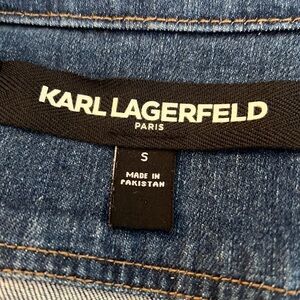 KARL LAGERFELD
PARIS
S
MADE IN
PAKISTAN